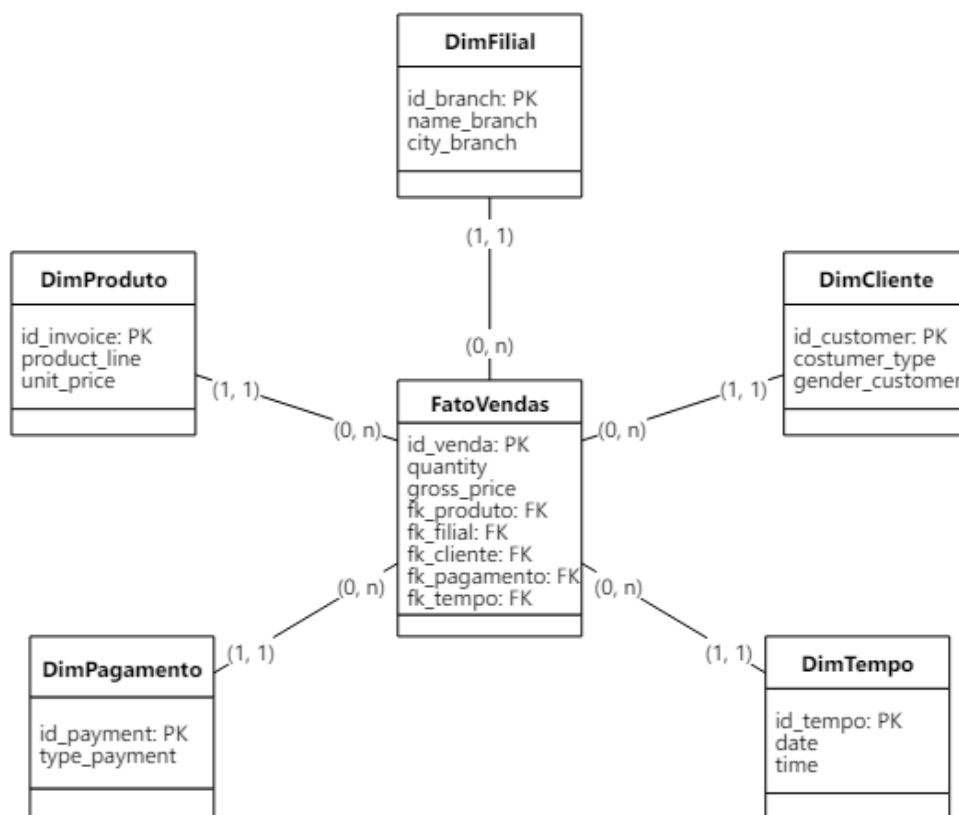 DimFilial
id_branch: PK
name_branch
city_branch
(1, 1)
DimProduto
id_invoice: PK
product_line
unit_price
(1, 1)
(0, n)
DimCliente
id_customer: PK
costumer_type
gender_customer
(1, 1)
(0, n)
(0, n)
FatoVendas
id_venda: PK
quantity
gross_price
fk_produto: FK
fk_filial: FK
fk_cliente: FK
fk_pagamento: FK
fk_tempo: FK
(0, n)
(1, 1)
DimPagamento
id_payment: PK
type_payment
(0, n)
(1, 1)
DimTempo
id_tempo: PK
date
time